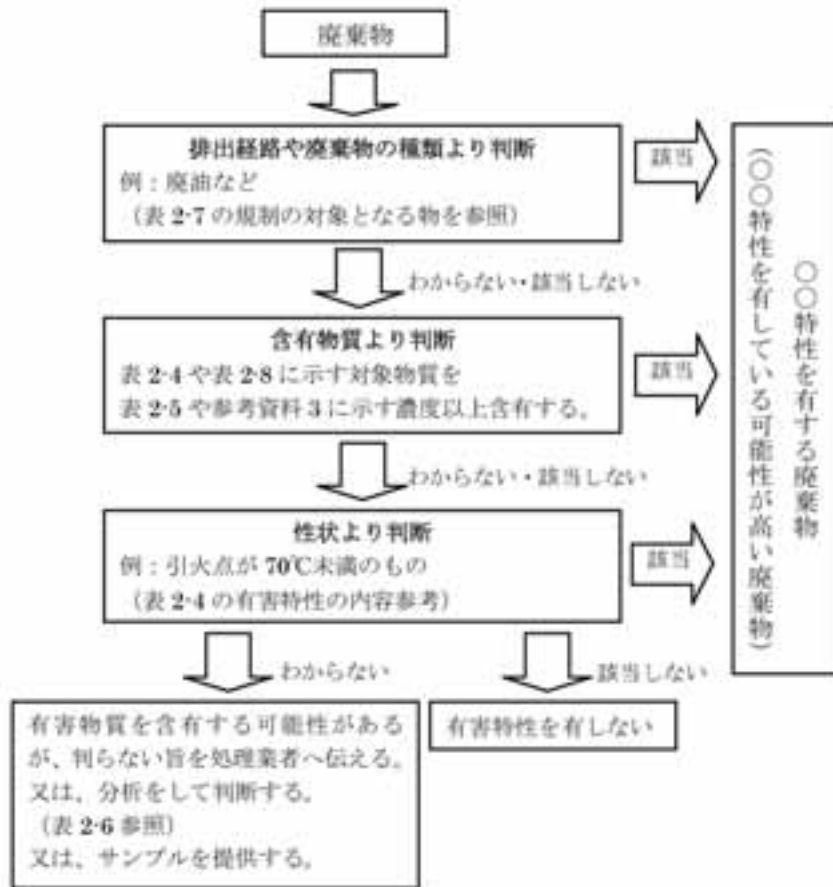 廃棄物
排出経路や廃棄物の種類より判断
例：廃油など
（表 2-7 の規制の対象となる物を参照）
該当
わからない・該当しない
含有物質より判断
表 2-4 や表 2-8 に示す対象物質を
表 2-5 や参考資料 3 に示す濃度以上含有する。
該当
わからない・該当しない
性状より判断
例：引火点が 70℃未満のもの
（表 2-4 の有害特性の内容参考）
該当
〇〇特性を有する廃棄物
（〇〇特性を有している可能性が高い廃棄物）
わからない
該当しない
有害物質を含有する可能性がある
が、判らない旨を処理業者へ伝える。
又は、分析をして判断する。
（表 2-6 参照）
又は、サンプルを提供する。
有害特性を有しない